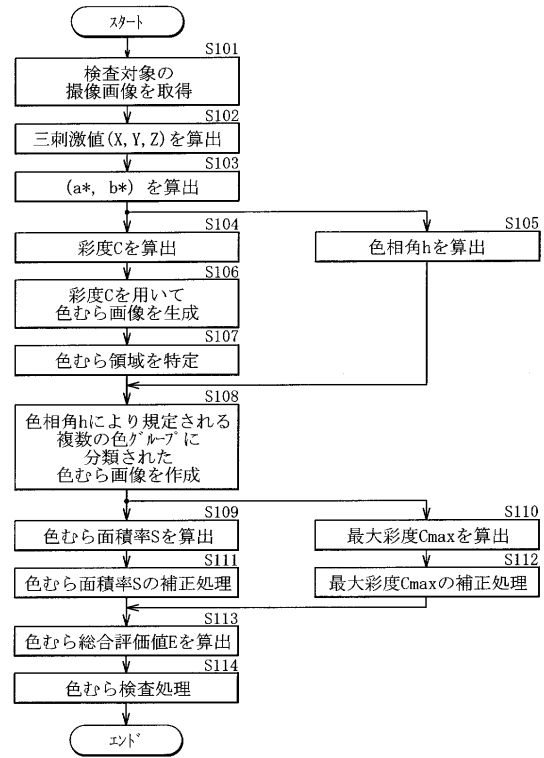 スタート
S101
検査対象の
撮像画像を取得
S102
三刺激値(X,Y,Z)を算出
S103
(a*, b*) を算出
S104
彩度Cを算出
S105
色相角hを算出
S106
彩度Cを用いて
色むら画像を生成
S107
色むら領域を特定
S108
色相角hにより規定される
複数の色グループに
分類された
色むら画像を作成
S109
色むら面積率Sを算出
S110
最大彩度Cmaxを算出
S111
色むら面積率Sの補正処理
S112
最大彩度Cmaxの補正処理
S113
色むら総合評価値Eを算出
S114
色むら検査処理
エンド